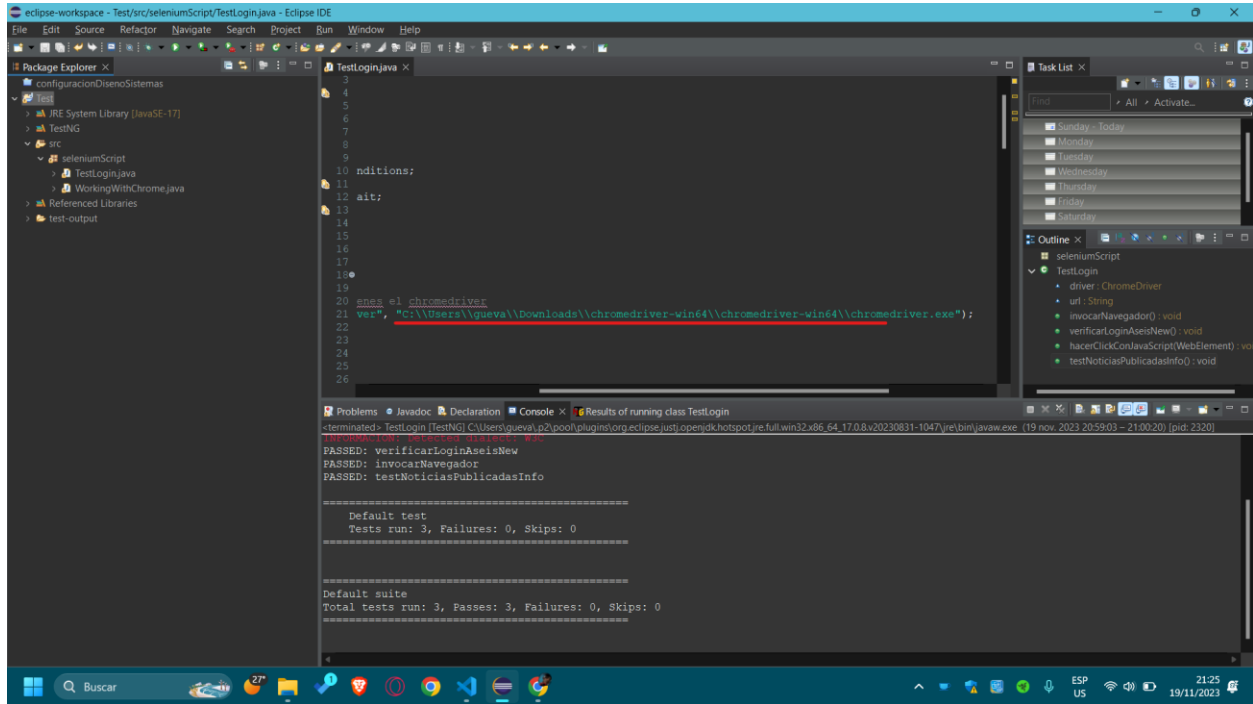 eclipse-workspace - Test/src/seleniumScript/TestLogin.java - Eclipse IDE
File Edit Source Refactor Navigate Search Project Run Window Help
Package Explorer
configuracionDisenoSistemas
Test
JRE System Library [JavaSE-17]
TestNG
src
seleniumScript
TestLogin.java
WorkingWithChrome.java
Referenced Libraries
test-output
TestLogin.java
3
4
5
6
7
8
9
10 nditions;
11
12 ait;
13
14
15
16
17
18
19
20 enes el chromedriver
21 ver", "C:\\Users\\gueva\\Downloads\\chromedriver-win64\\chromedriver-win64\\chromedriver.exe");
22
23
24
25
26
Task List
Find All Activate...
Sunday - Today
Monday
Tuesday
Wednesday
Thursday
Friday
Saturday
Outline
seleniumScript
TestLogin
driver : ChromeDriver
url : String
invocarNavegador() : void
verificarLoginAseisNew() : void
hacerClickConJavaScript(WebElement) : vo
testNoticiasPublicadasInfo() : void
Problems Javadoc Declaration Console Results of running class TestLogin
<terminated> TestLogin [TestNG] C:\Users\gueva\.p2\pool\plugins\org.eclipse.justj.openjdk.hotspot.jre.full.win32.x86_64_17.0.8.v20230831-1047\jre\bin\javaw.exe (19 nov. 2023 20:59:03 – 21:00:20) [pid: 2320]
INFORMACION: Detected dialect: W3C
PASSED: verificarLoginAseisNew
PASSED: invocarNavegador
PASSED: testNoticiasPublicadasInfo
===============================================
Default test
Tests run: 3, Failures: 0, Skips: 0
===============================================
===============================================
Default suite
Total tests run: 3, Passes: 3, Failures: 0, Skips: 0
===============================================
Buscar
27°
1
ESP
US
21:25
19/11/2023